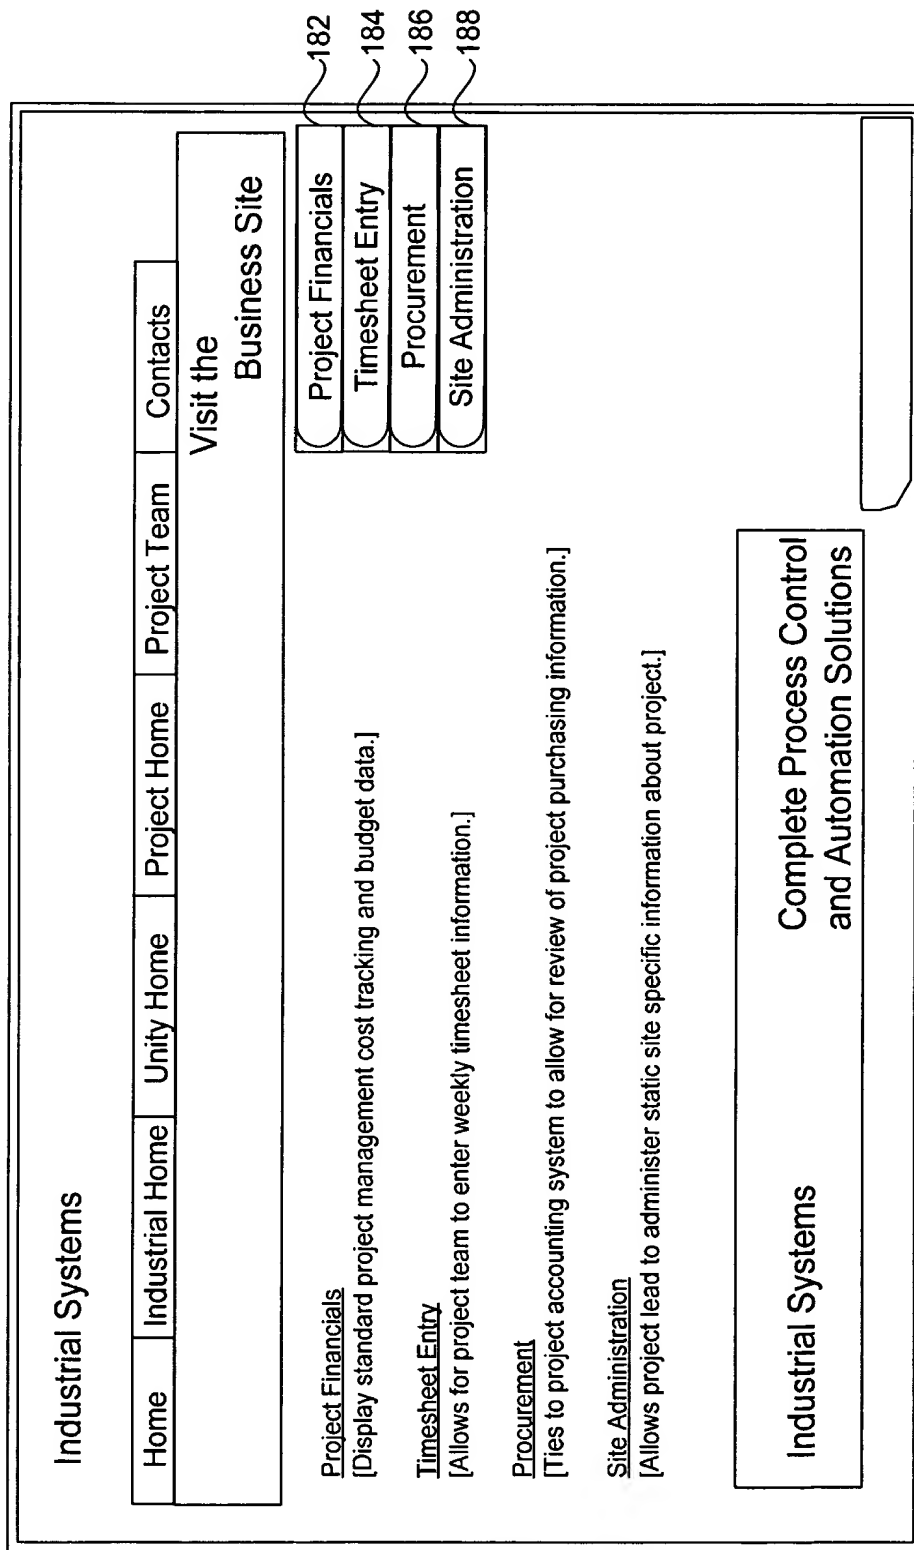 Industrial Systems
Home Industrial Home Unity Home Project Home Project Team Contacts
Visit the
Business Site
Project Financials 182
Timesheet Entry 184
Procurement 186
Site Administration 188
Project Financials
[Display standard project management cost tracking and budget data.]
Timesheet Entry
[Allows for project team to enter weekly timesheet information.]
Procurement
[Ties to project accounting system to allow for review of project purchasing information.]
Site Administration
[Allows project lead to administer static site specific information about project.]
Industrial Systems
Complete Process Control
and Automation Solutions